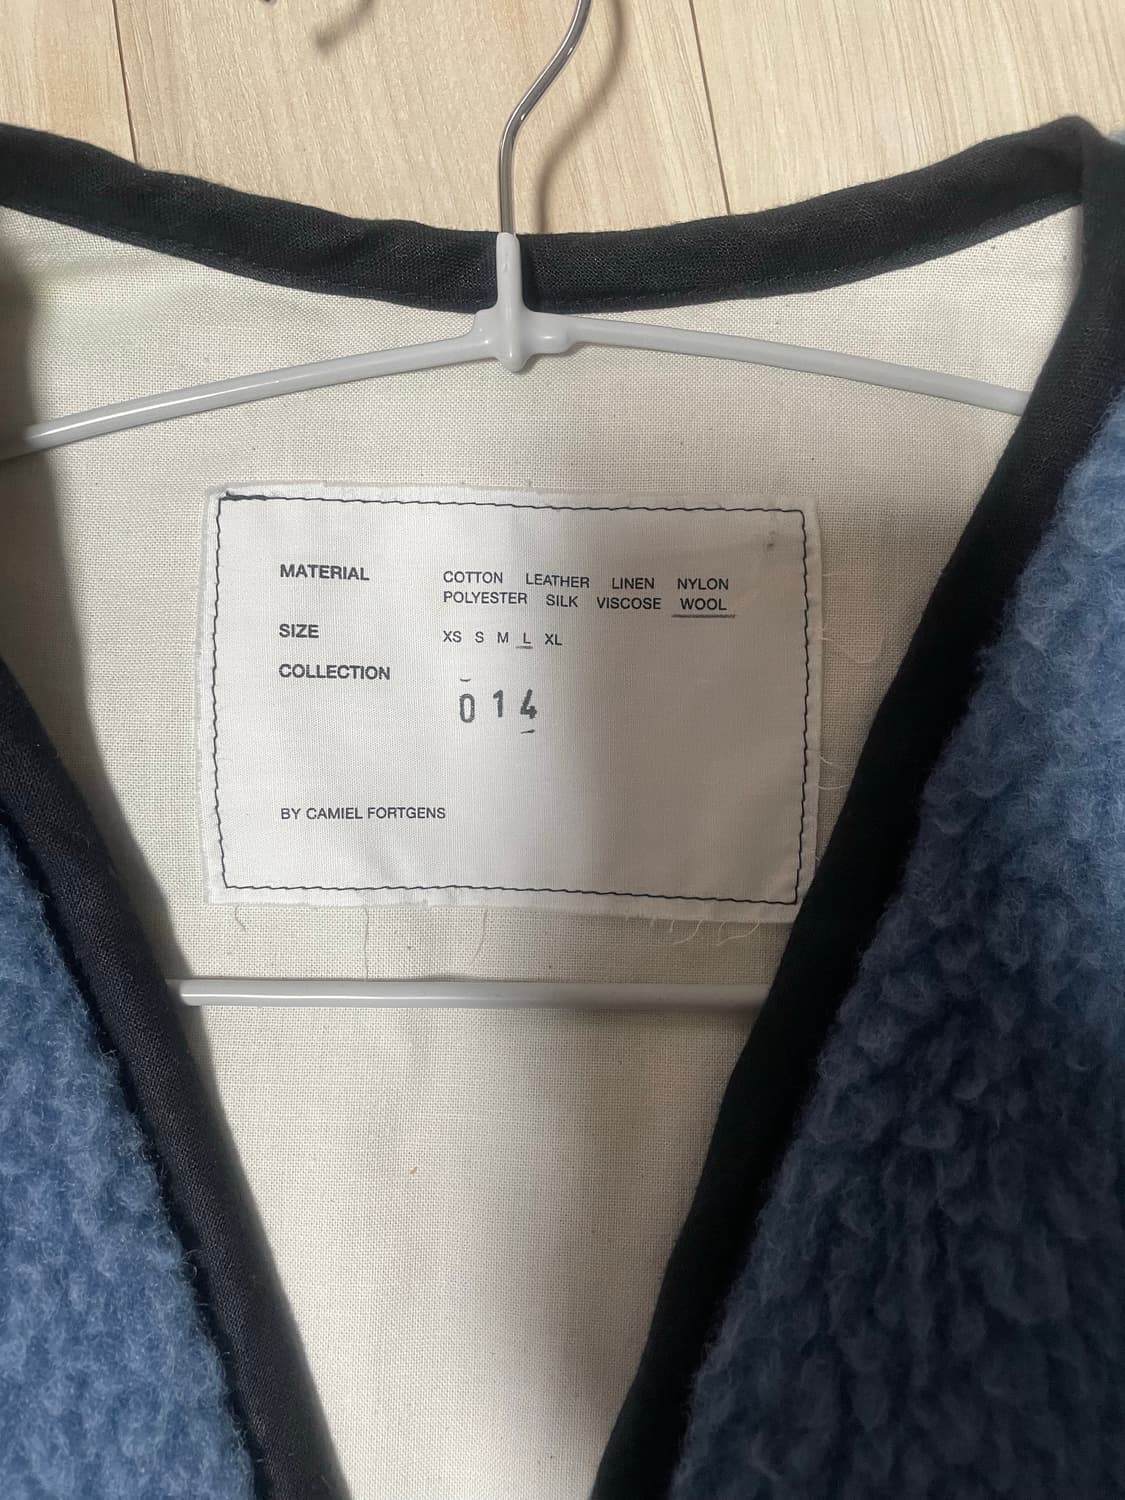 MATERIAL COTTON LEATHER LINEN NYLON
POLYESTER SILK VISCOSE WOOL
SIZE XS S M L XL
COLLECTION
014
BY CAMIEL FORTGENS